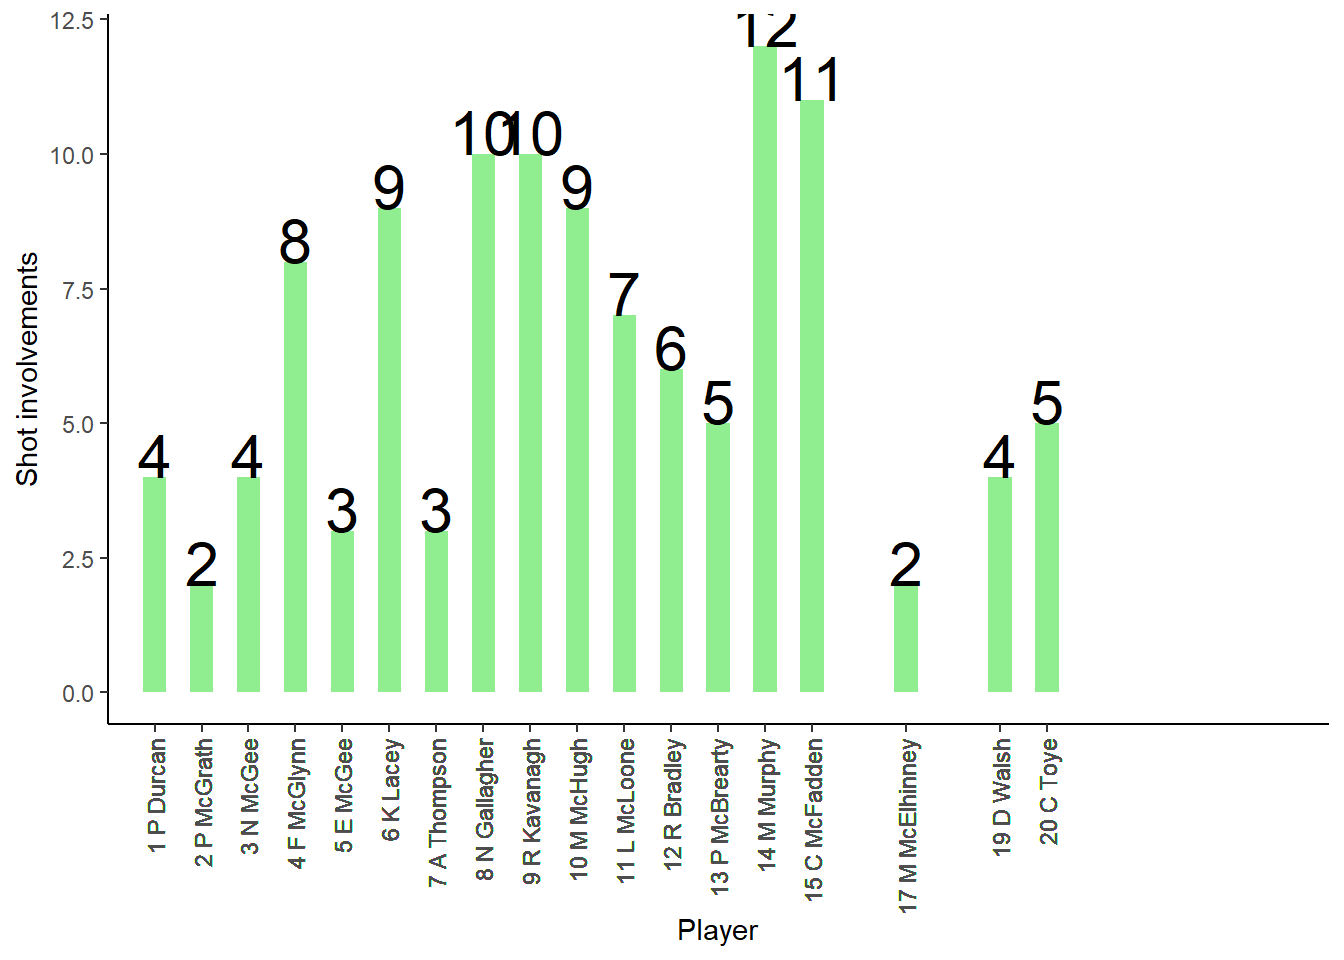 12.5
10.0
7.5
5.0
2.5
0.0
Shot involvements
4
2
4
8
3
9
3
10
10
9
7
6
5
12
11
2
4
5
1 P Durcan
2 P McGrath
3 N McGee
4 F McGlynn
5 E McGee
6 K Lacey
7 A Thompson
8 N Gallagher
9 R Kavanagh
10 M McHugh
11 L McLoone
12 R Bradley
13 P McBrearty
14 M Murphy
15 C McFadden
17 M McElhinney
19 D Walsh
20 C Toye
Player